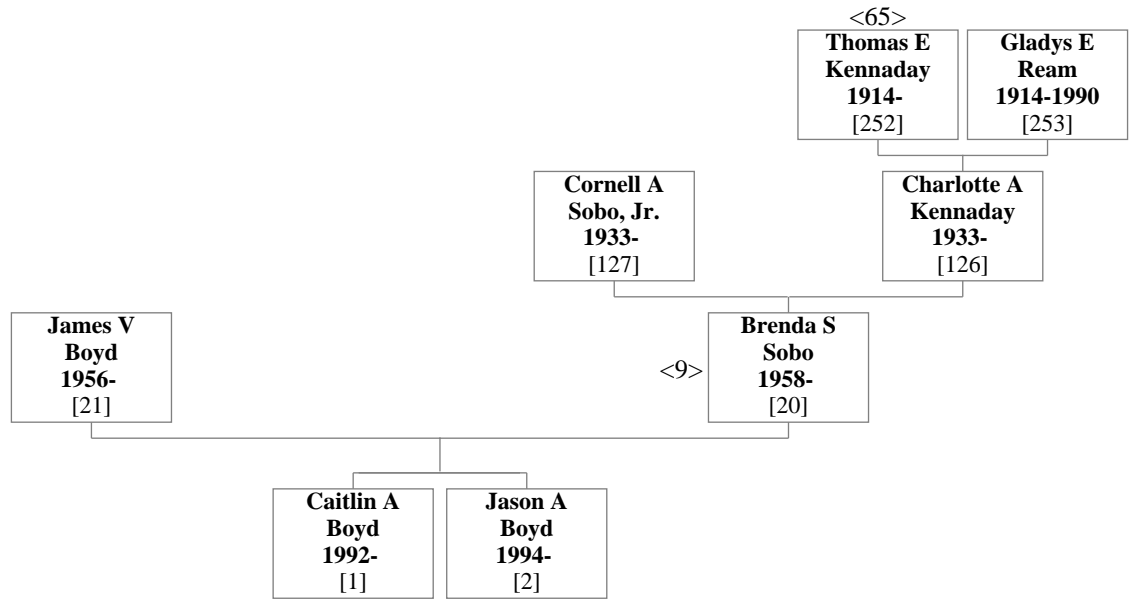 <65>
Thomas E
Kennaday
1914-
[252]
Gladys E
Ream
1914-1990
[253]
Cornell A
Sobo, Jr.
1933-
[127]
Charlotte A
Kennaday
1933-
[126]
James V
Boyd
1956-
[21]
<9>
Brenda S
Sobo
1958-
[20]
Caitlin A
Boyd
1992-
[1]
Jason A
Boyd
1994-
[2]